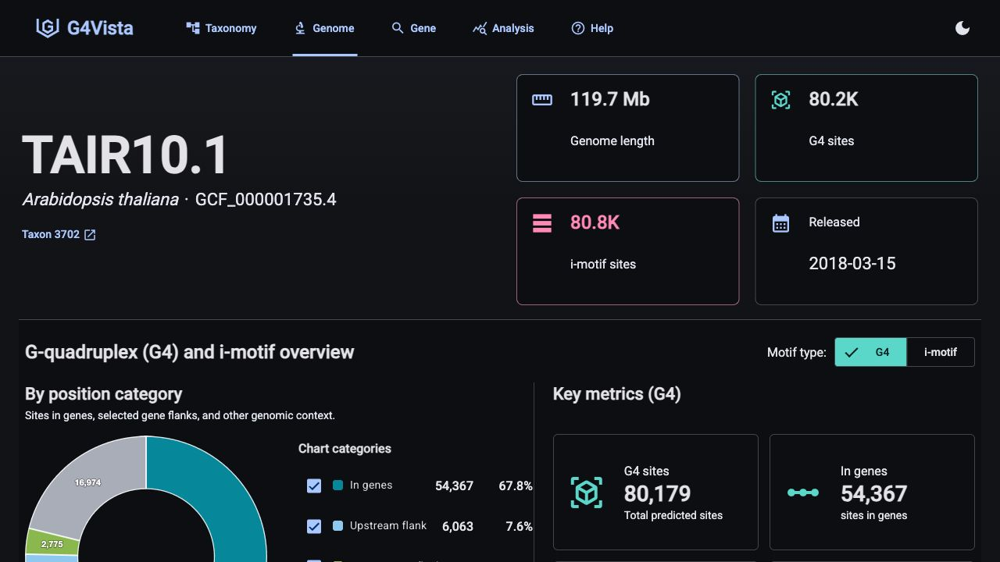 G4Vista
Taxonomy
Genome
Gene
Analysis
Help
TAIR10.1
Arabidopsis thaliana · GCF_000001735.4
Taxon 3702
119.7 Mb
Genome length
80.2K
G4 sites
80.8K
i-motif sites
Released
2018-03-15
G-quadruplex (G4) and i-motif overview
Motif type:
G4
i-motif
By position category
Sites in genes, selected gene flanks, and other genomic context.
16,974
2,775
Chart categories
In genes 54,367 67.8%
Upstream flank 6,063 7.6%
Key metrics (G4)
G4 sites
80,179
Total predicted sites
In genes
54,367
sites in genes